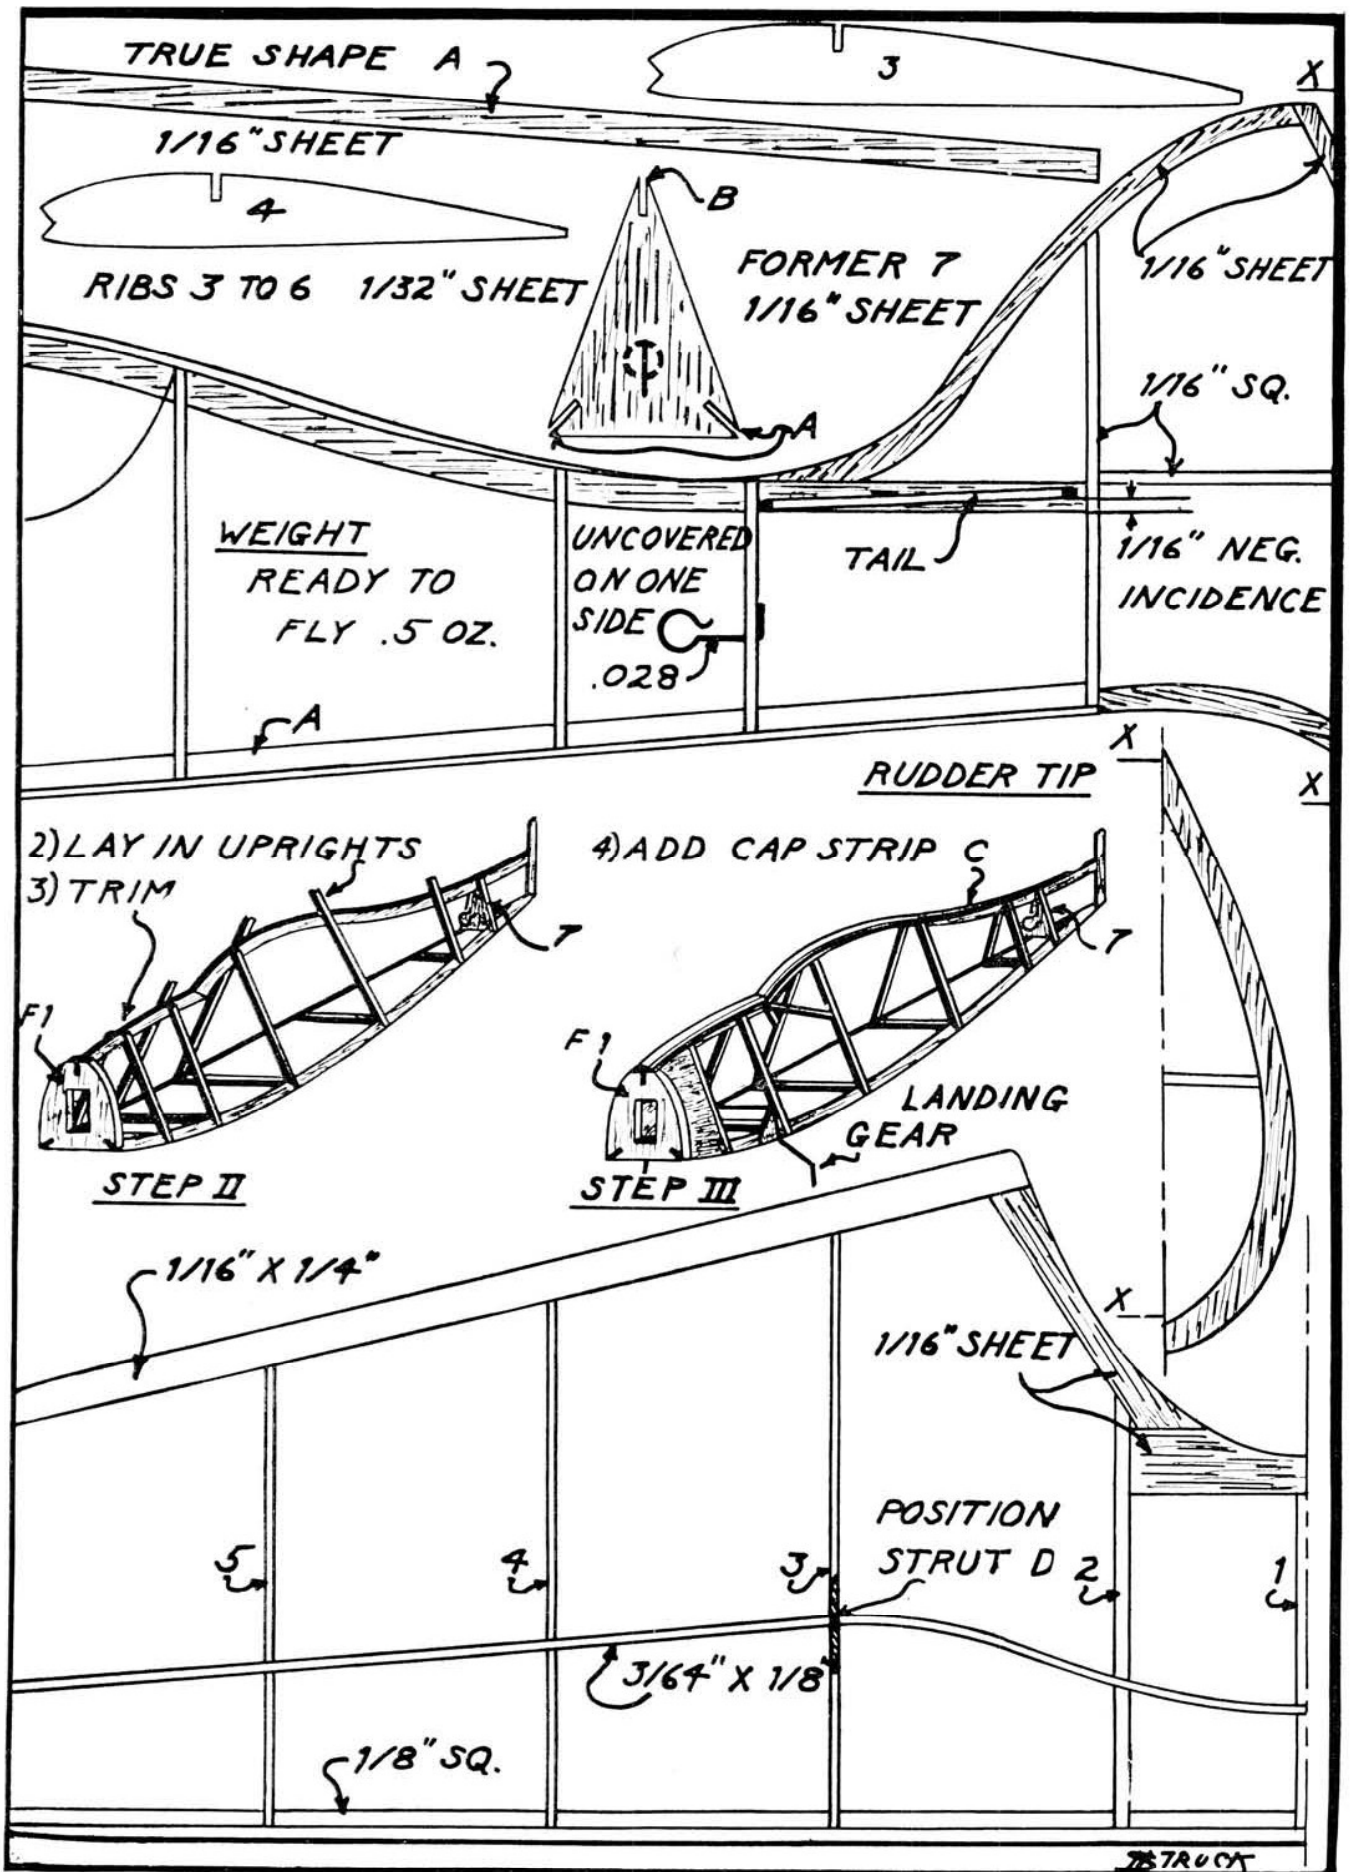 TRUE SHAPE A
3
X
1/16" SHEET
4
B
RIBS 3 TO 6 1/32" SHEET
FORMER 7
1/16" SHEET
1/16" SHEET
1/16" SQ.
A
WEIGHT
READY TO
FLY .5 OZ.
UNCOVERED
ON ONE
SIDE
.028
TAIL
1/16" NEG.
INCIDENCE
A
X
RUDDER TIP
X
2) LAY IN UPRIGHTS
3) TRIM
4) ADD CAP STRIP C
7
7
F1
F1
LANDING
GEAR
STEP II
STEP III
1/16" X 1/4"
X
1/16" SHEET
POSITION
STRUT D
5
4
3
2
1
3/64" X 1/8
1/8" SQ.